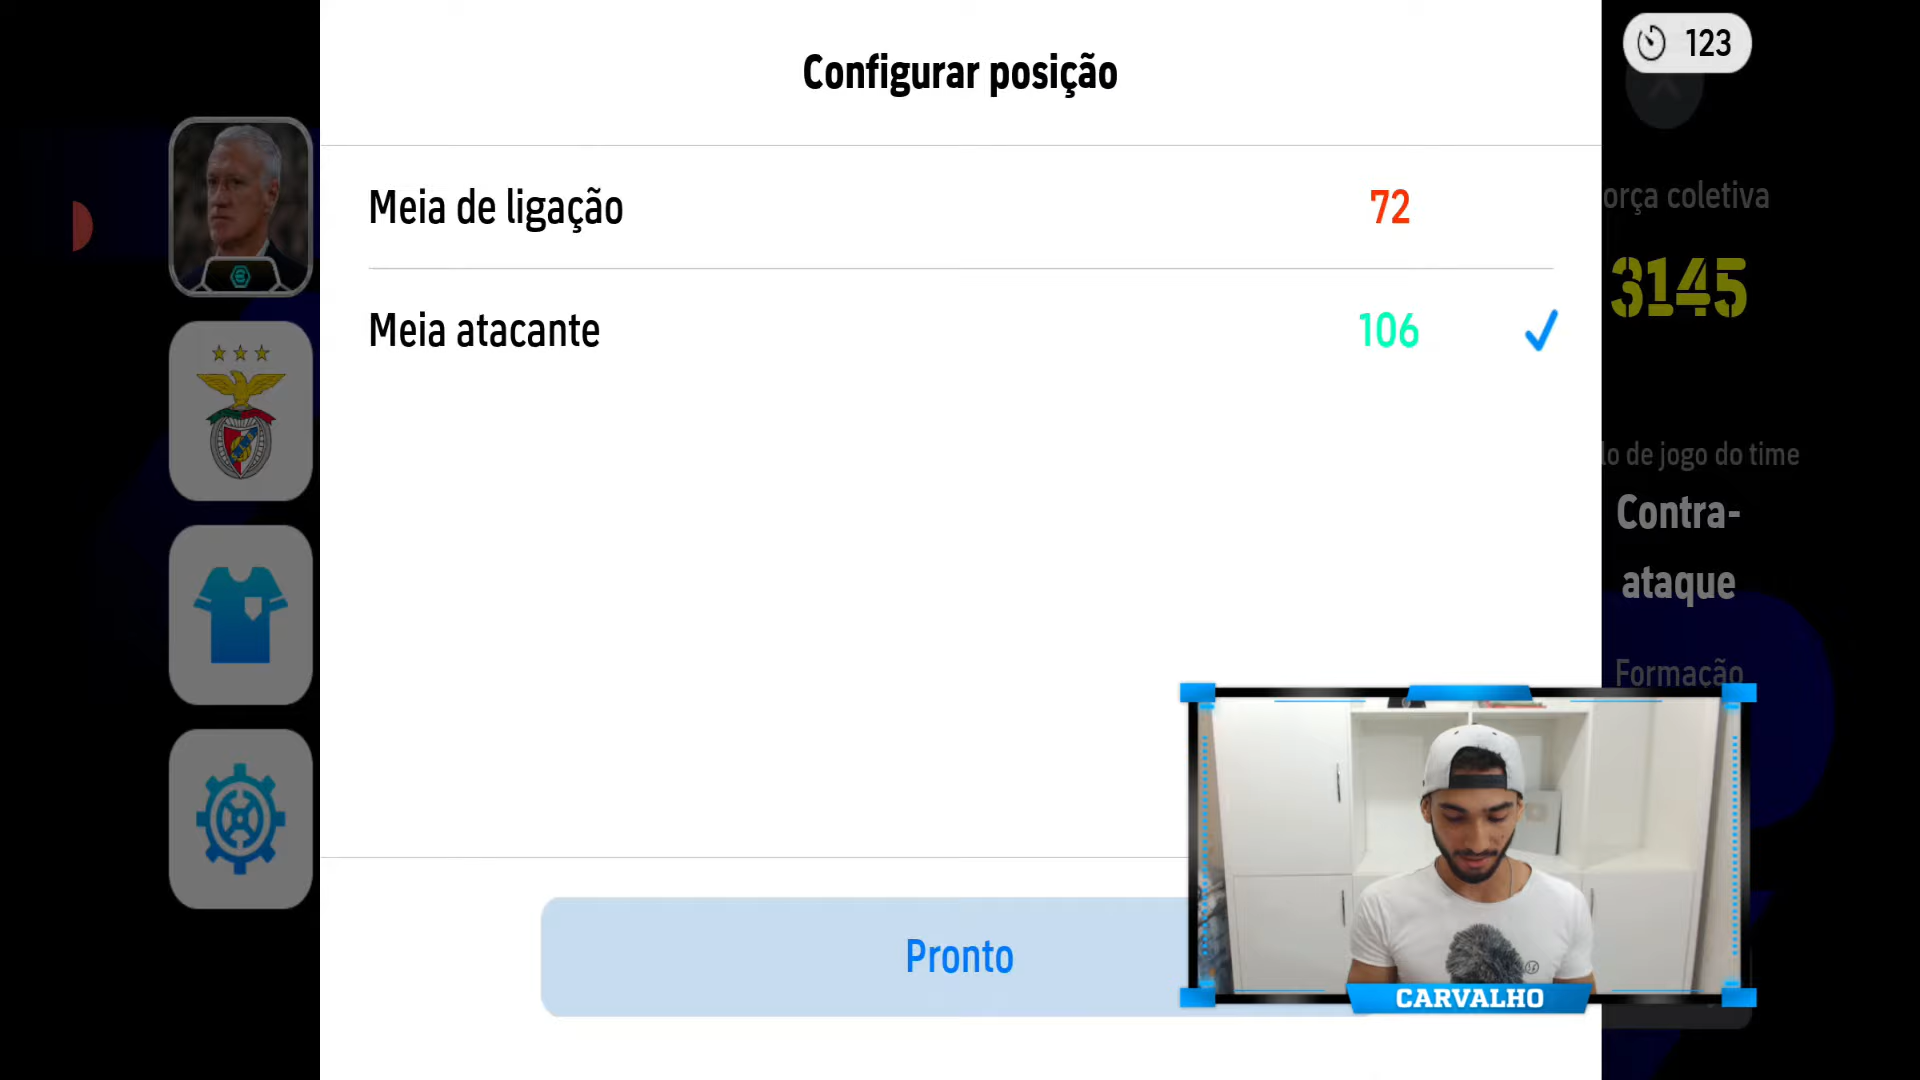 Configurar posição
123
Meia de ligação 72
Meia atacante 106
orça coletiva
3145
lo de jogo do time
Contra-
ataque
Formação
Pronto
CARVALHO